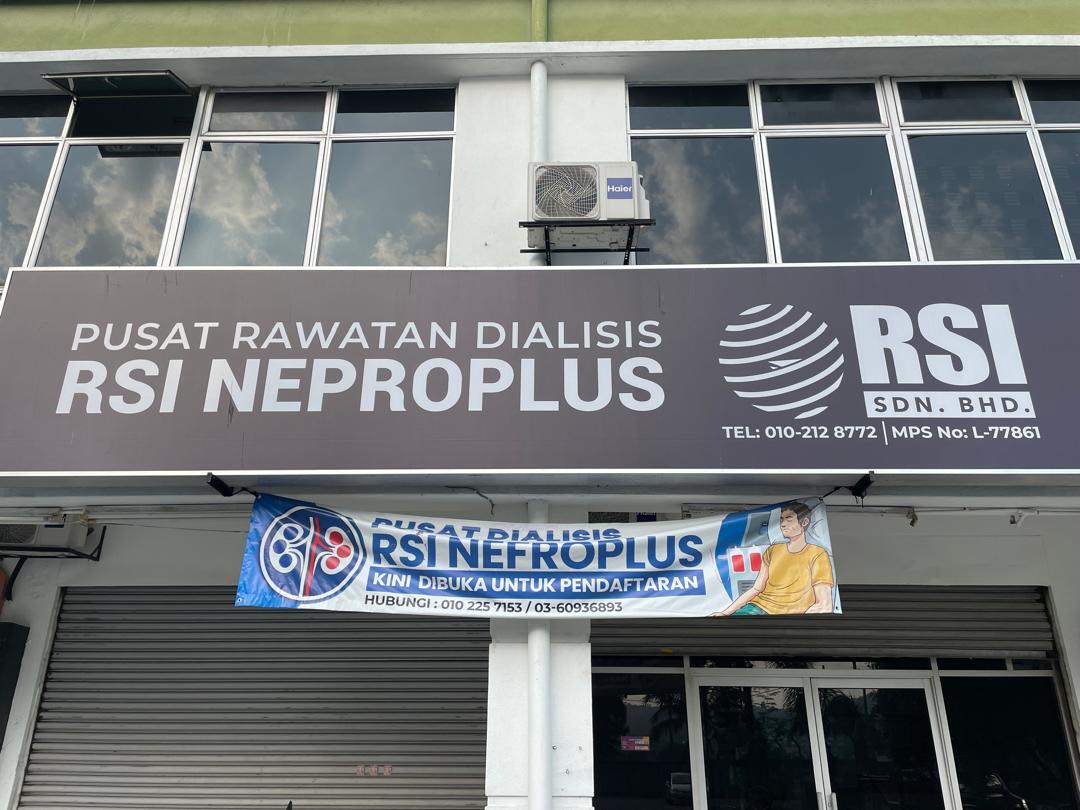 Haier
PUSAT RAWATAN DIALISIS
RSI NEPROPLUS
RSI
SDN. BHD.
TEL: 010-212 8772 | MPS No: L-77861
PUSAT DIALISIS
RSI NEFROPLUS
KINI DIBUKA UNTUK PENDAFTARAN
HUBUNGI : 010 225 7153 / 03-60936893